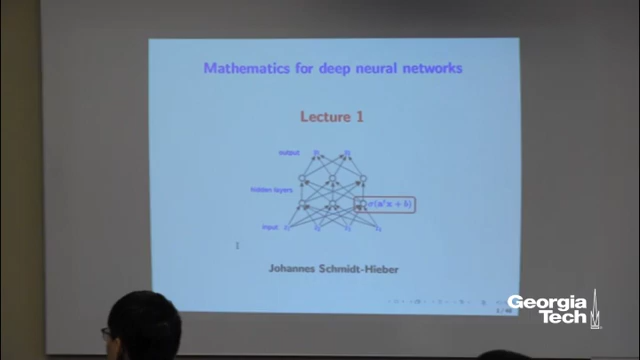 Mathematics for deep neural networks
Lecture 1
output
hidden layers
σ(aᵗx + b)
input
Johannes Schmidt-Hieber
Georgia
Tech